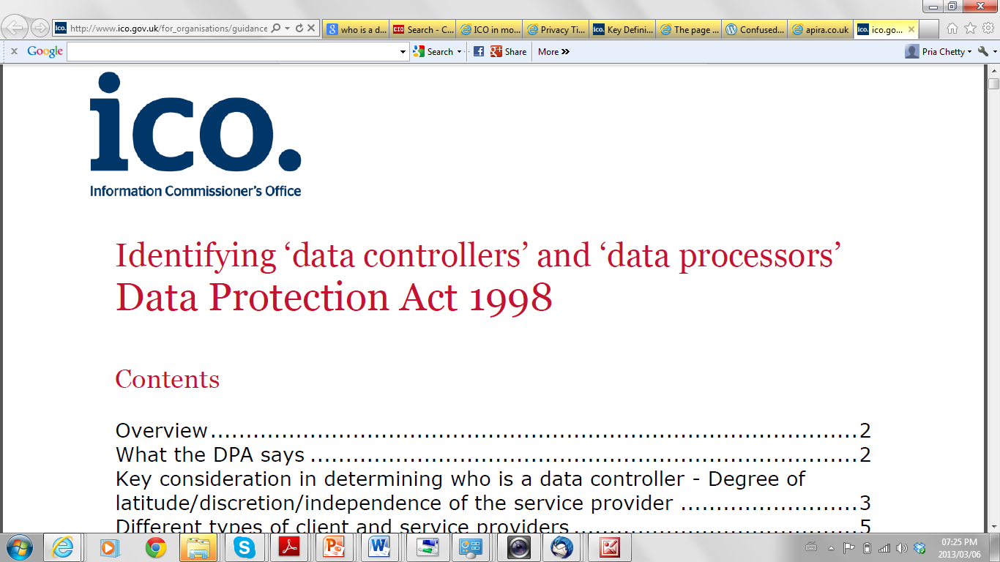 http://www.ico.gov.uk/for_organisations/guidance
who is a d...
CIO Search - C...
ICO in mo...
Privacy Ti...
ico. Key Defini...
The page ...
Confused...
apira.co.uk
ico. ico.go...
Google
Search
Share
More
Pria Chetty
ico.
Information Commissioner's Office
Identifying ‘data controllers’ and ‘data processors’
Data Protection Act 1998
Contents
Overview...2
What the DPA says...2
Key consideration in determining who is a data controller - Degree of
latitude/discretion/independence of the service provider...3
Different types of client and service providers...5
07:25 PM
2013/03/06